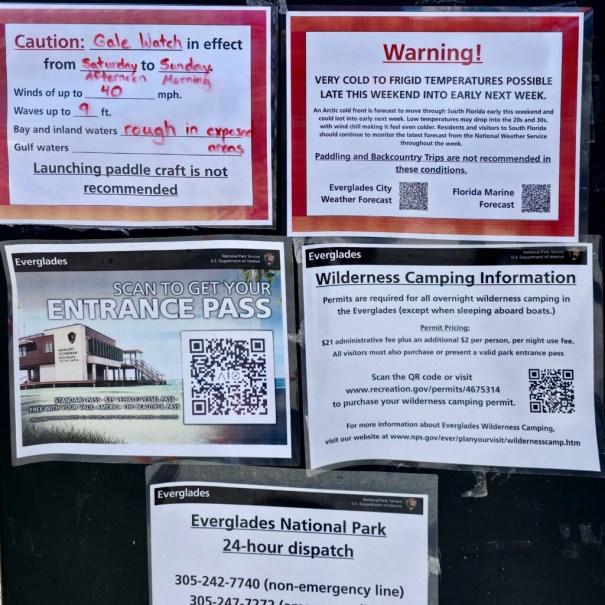 Caution: Gale Watch in effect
from Saturday to Sunday
Afternoon Morning
Winds of up to 40 mph.
Waves up to 9 ft.
Bay and inland waters rough in exposed
Gulf waters areas
Launching paddle craft is not
recommended
Warning!
VERY COLD TO FRIGID TEMPERATURES POSSIBLE
LATE THIS WEEKEND INTO EARLY NEXT WEEK.
An Arctic cold front is forecast to move through South Florida early this weekend and
could last into early next week. Low temperatures may drop into the 20s and 30s,
with wind chill making it feel even colder. Residents and visitors to South Florida
should continue to monitor the latest forecast from the National Weather Service
throughout the week.
Paddling and Backcountry Trips are not recommended in
these conditions.
Everglades City
Weather Forecast
Florida Marine
Forecast
Everglades
National Park Service
U.S. Department of Interior
SCAN TO GET YOUR
ENTRANCE PASS
FREE WITH YOUR VALID AMERICA THE BEAUTIFUL PASS
Everglades
National Park Service
U.S. Department of Interior
Wilderness Camping Information
Permits are required for all overnight wilderness camping in
the Everglades (except when sleeping aboard boats.)
Permit Pricing:
$21 administrative fee plus an additional $2 per person, per night use fee.
All visitors must also purchase or present a valid park entrance pass
Scan the QR code or visit
www.recreation.gov/permits/4675314
to purchase your wilderness camping permit.
For more information about Everglades Wilderness Camping,
visit our website at www.nps.gov/ever/planyourvisit/wildernesscamp.htm
Everglades
National Park Service
U.S. Department of Interior
Everglades National Park
24-hour dispatch
305-242-7740 (non-emergency line)
305-247-7272